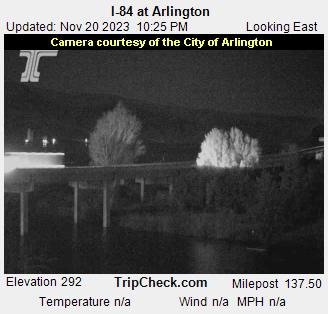 I-84 at Arlington
Updated: Nov 20 2023 10:25 PM Looking East
Camera courtesy of the City of Arlington
Elevation 292 TripCheck.com Milepost 137.50
Temperature n/a Wind n/a MPH n/a